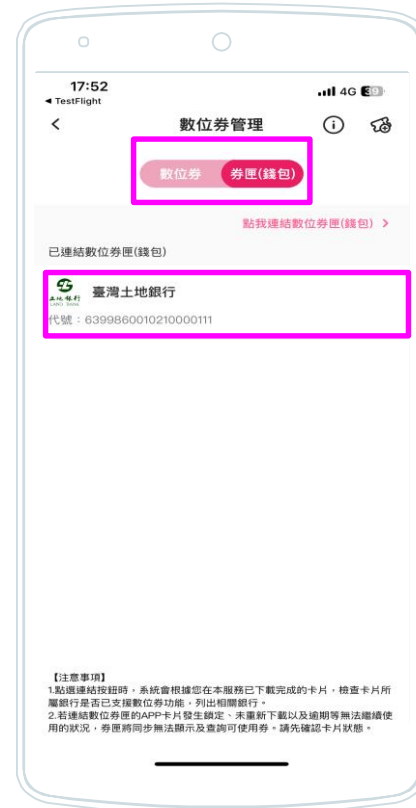 17:52
4G 39
◀ TestFlight
數位券管理
數位券 券匣(錢包)
點我連結數位券匣(錢包) >
已連結數位券匣(錢包)
土地銀行
LAND BANK
臺灣土地銀行
代號：6399860010210000111
【注意事項】
1.點選連結按鈕時，系統會根據您在本服務已下載完成的卡片，檢查卡片所
屬銀行是否已支援數位券功能，列出相關銀行。
2.若連結數位券匣的APP卡片發生鎖定、未重新下載以及逾期等無法繼續使
用的狀況，券匣將同步無法顯示及查詢可使用券。請先確認卡片狀態。